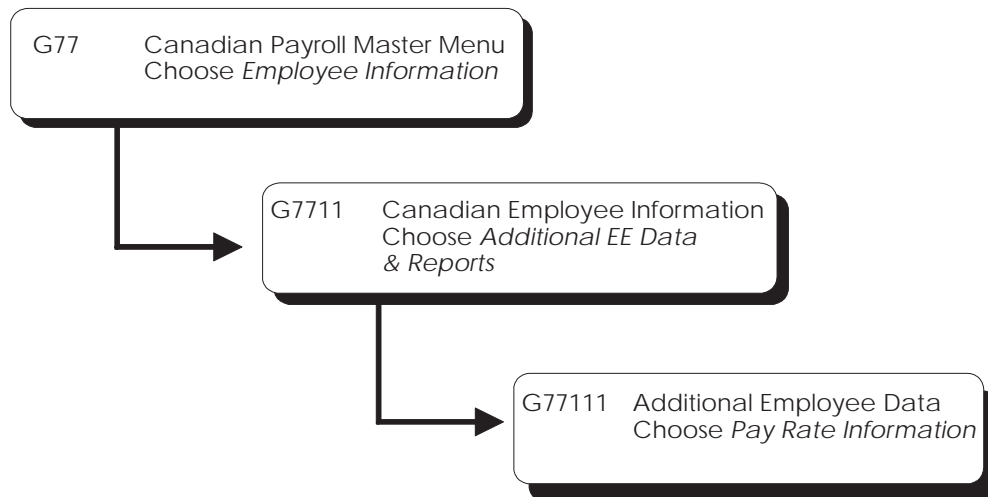 G77 Canadian Payroll Master Menu
Choose Employee Information
G7711 Canadian Employee Information
Choose Additional EE Data
& Reports
G77111 Additional Employee Data
Choose Pay Rate Information